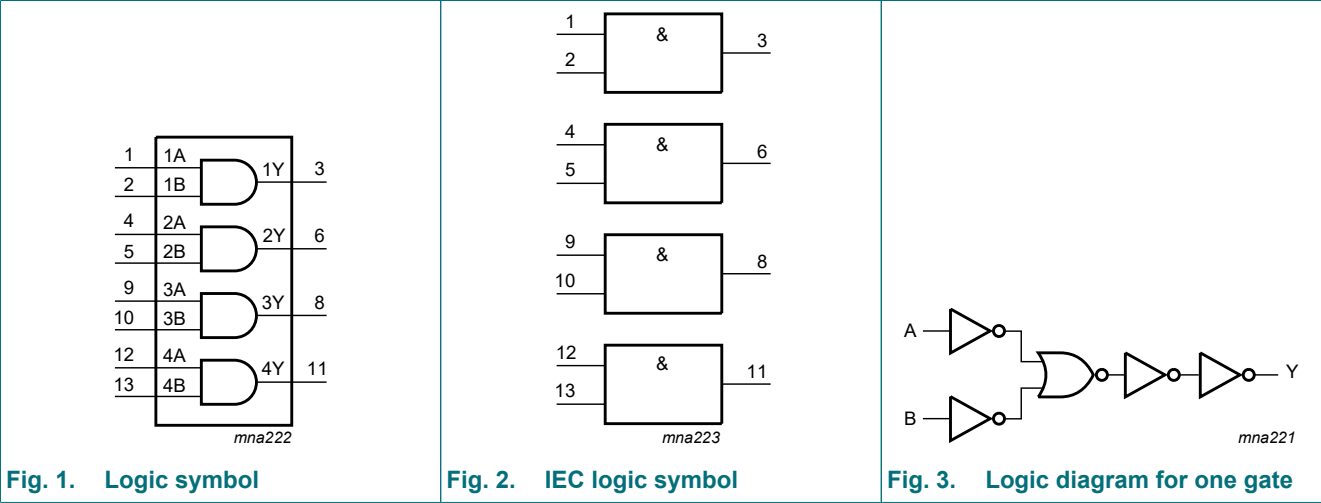 1 1A 1Y 3
2 1B
4 2A 2Y 6
5 2B
9 3A 3Y 8
10 3B
12 4A 4Y 11
13 4B
mna222
Fig. 1. Logic symbol
1 & 3
2
4 & 6
5
9 & 8
10
12 & 11
13
mna223
Fig. 2. IEC logic symbol
A
Y
B
mna221
Fig. 3. Logic diagram for one gate